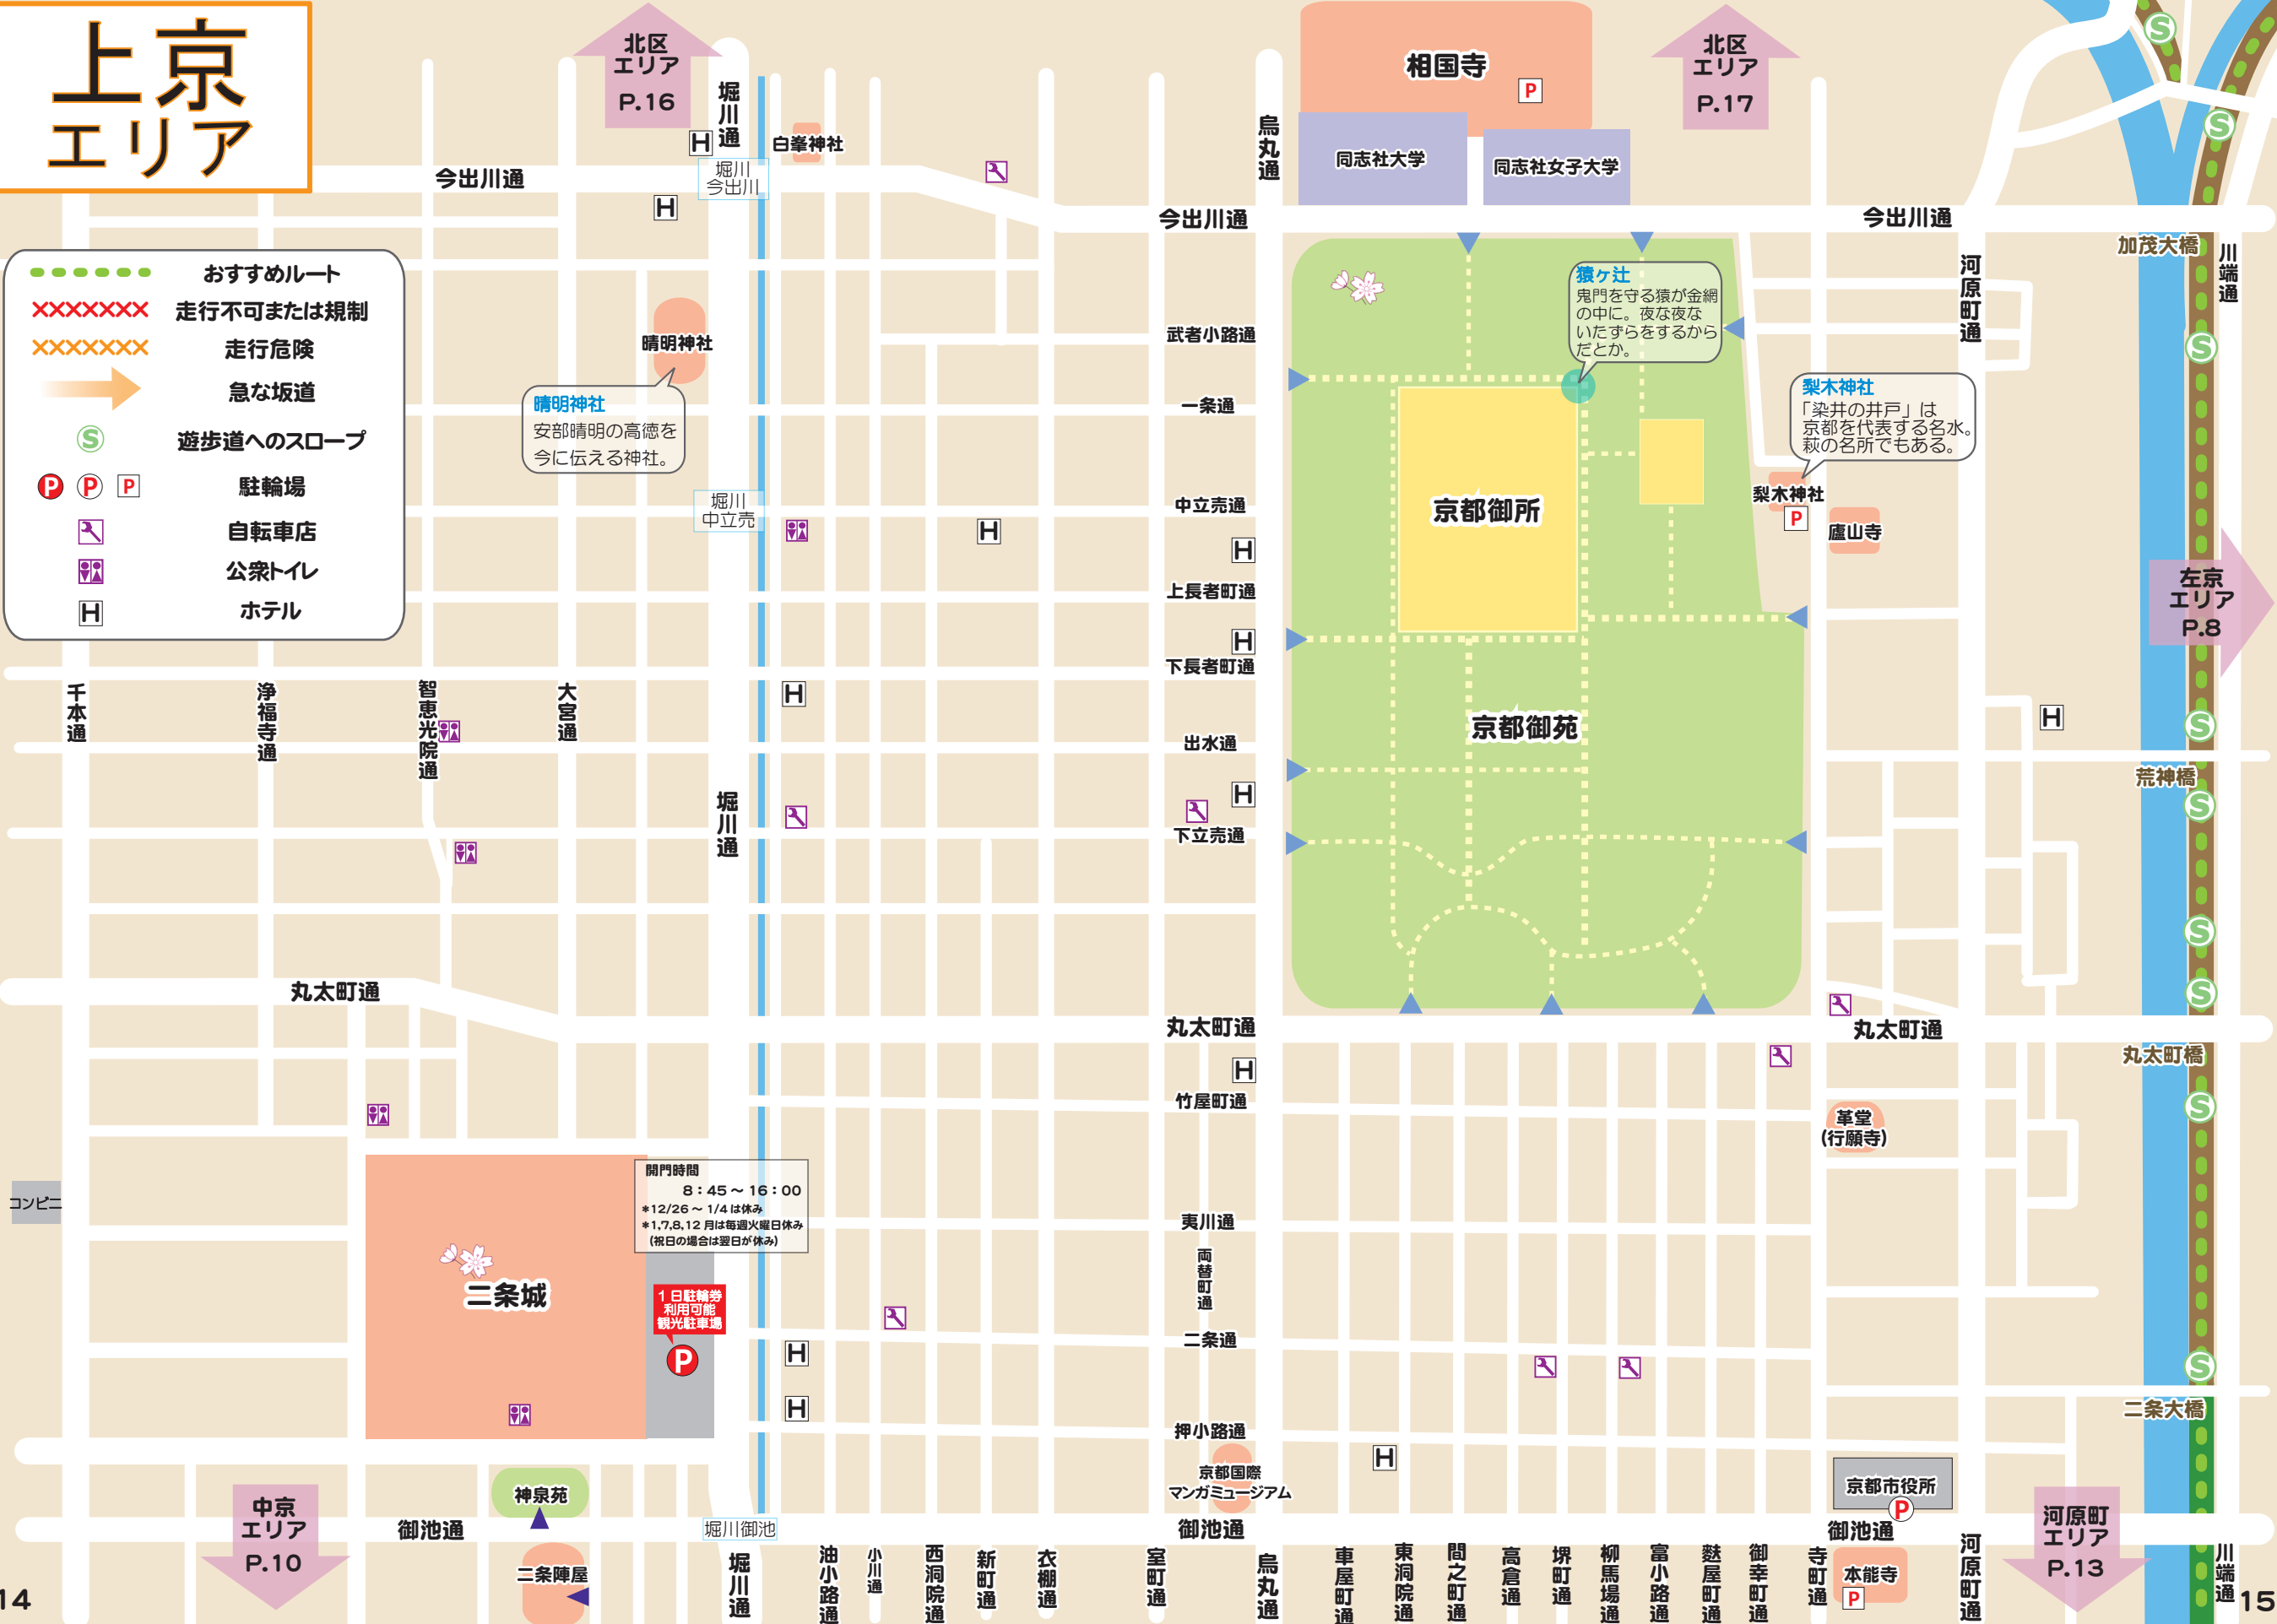 上京
エリア
北区
エリア
P.16
北区
エリア
P.17
おすすめルート
走行不可または規制
走行危険
急な坂道
S
遊歩道へのスロープ
P P P
駐輪場
自転車店
公衆トイレ
H
ホテル
堀川通
H
白峯神社
堀川
今出川
今出川通
H
相国寺
P
同志社大学
同志社女子大学
烏丸通
今出川通
今出川通
S
S
加茂大橋
川端通
河原町通
晴明神社
晴明神社
安部晴明の高徳を
今に伝える神社。
武者小路通
一条通
猿ヶ辻
鬼門を守る猿が金網
の中に。夜な夜な
いたずらをするから
だとか。
梨木神社
「染井の井戸」は
京都を代表する名水。
萩の名所でもある。
梨木神社
P
廬山寺
S
堀川
中立売
H
中立売通
H
京都御所
上長者町通
H
下長者町通
左京
エリア
P.8
千本通
浄福寺通
智恵光院通
大宮通
H
京都御苑
H
S
出水通
荒神橋
堀川通
H
S
下立売通
S
S
丸太町通
丸太町通
丸太町通
丸太町橋
H
竹屋町通
S
革堂
(行願寺)
コンビニ
開門時間
8：45～16：00
*12/26～1/4は休み
*1,7,8,12月は毎週火曜日休み
(祝日の場合は翌日が休み)
夷川通
両替町通
二条城
1日駐輪券
利用可能
観光駐車場
P
二条通
H
H
S
二条大橋
押小路通
H
京都国際
マンガミュージアム
京都市役所
P
中京
エリア
P.10
神泉苑
御池通
堀川御池
御池通
御池通
河原町
エリア
P.13
二条陣屋
堀川通
油小路通
小川通
西洞院通
新町通
衣棚通
室町通
烏丸通
車屋町通
東洞院通
間之町通
高倉通
堺町通
柳馬場通
富小路通
麩屋町通
御幸町通
寺町通
本能寺
P
河原町通
川端通
14
15